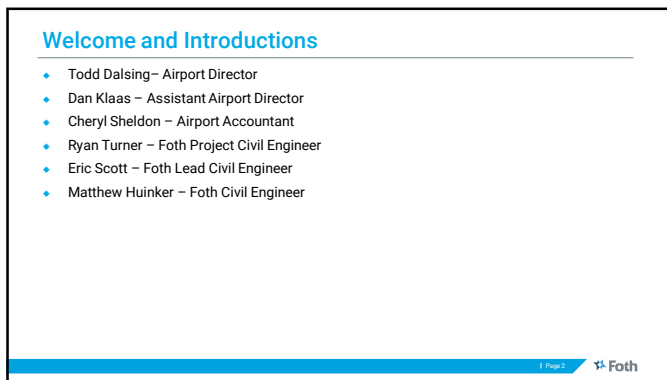 Welcome and Introductions
Todd Dalsing– Airport Director
Dan Klaas – Assistant Airport Director
Cheryl Sheldon – Airport Accountant
Ryan Turner – Foth Project Civil Engineer
Eric Scott – Foth Lead Civil Engineer
Matthew Huinker – Foth Civil Engineer
| Page 2
Foth